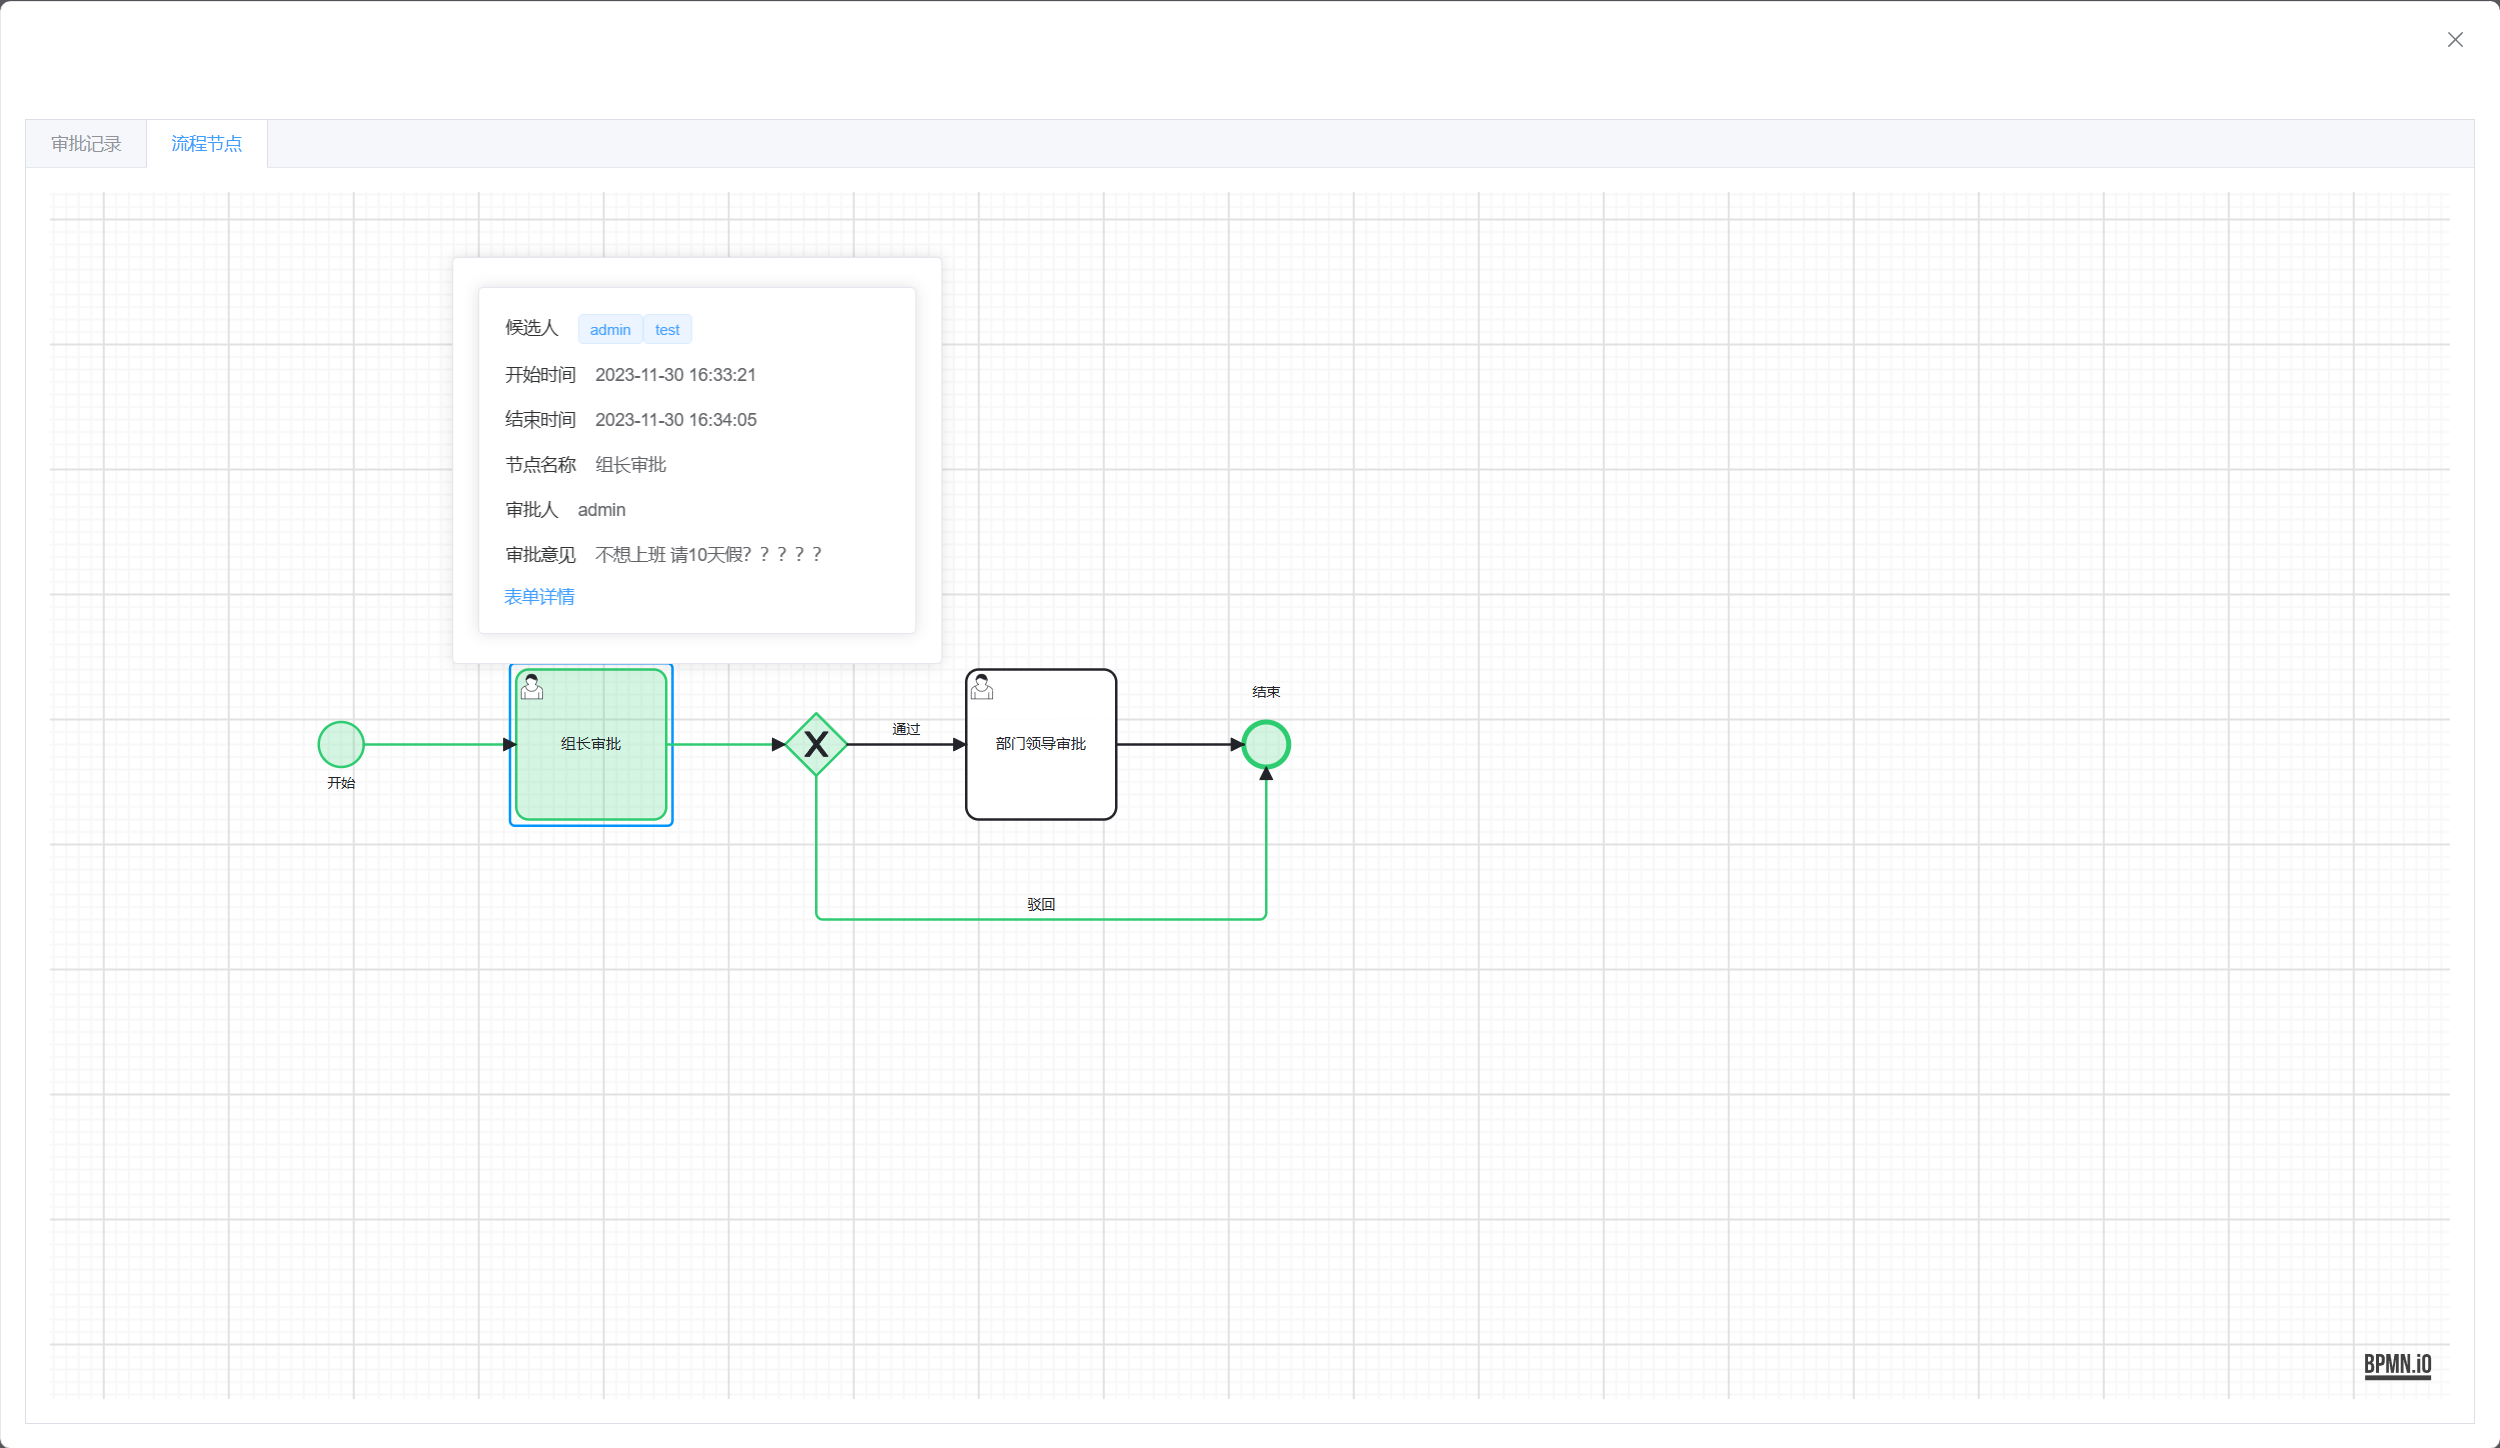 审批记录 流程节点
候选人 admin test
开始时间 2023-11-30 16:33:21
结束时间 2023-11-30 16:34:05
节点名称 组长审批
审批人 admin
审批意见 不想上班 请10天假？？？？？
表单详情
开始
组长审批
通过
部门领导审批
结束
驳回
BPMN.iO